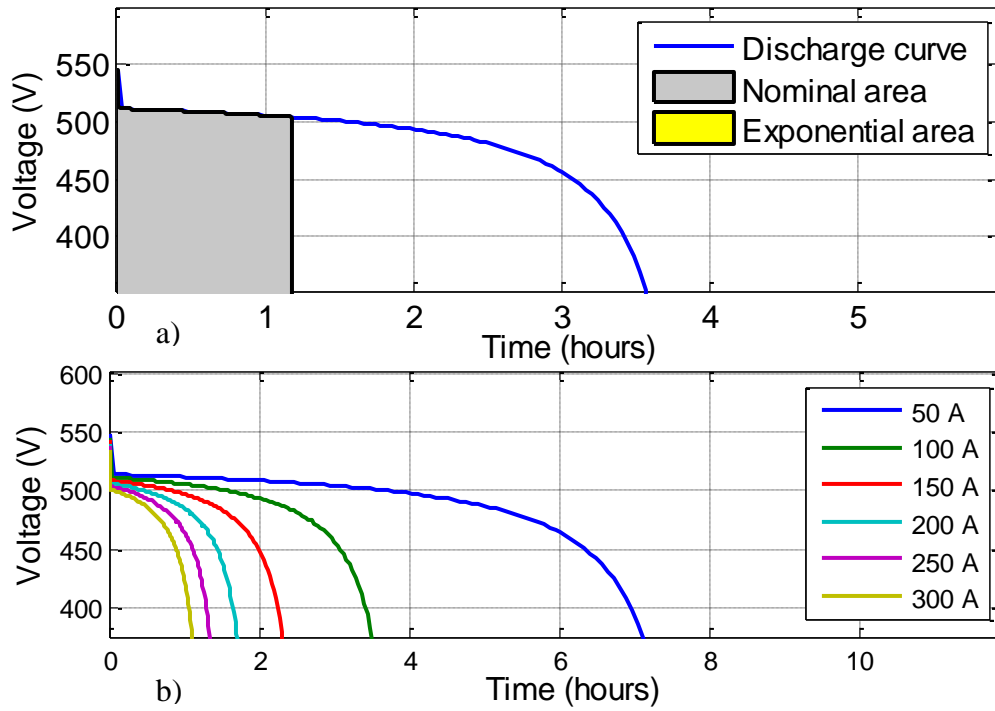 Voltage (V)
550
500
450
400
Discharge curve
Nominal area
Exponential area
0
1
2
3
4
5
a)
Time (hours)
Voltage (V)
600
550
500
450
400
50 A
100 A
150 A
200 A
250 A
300 A
0
2
4
6
8
10
b)
Time (hours)